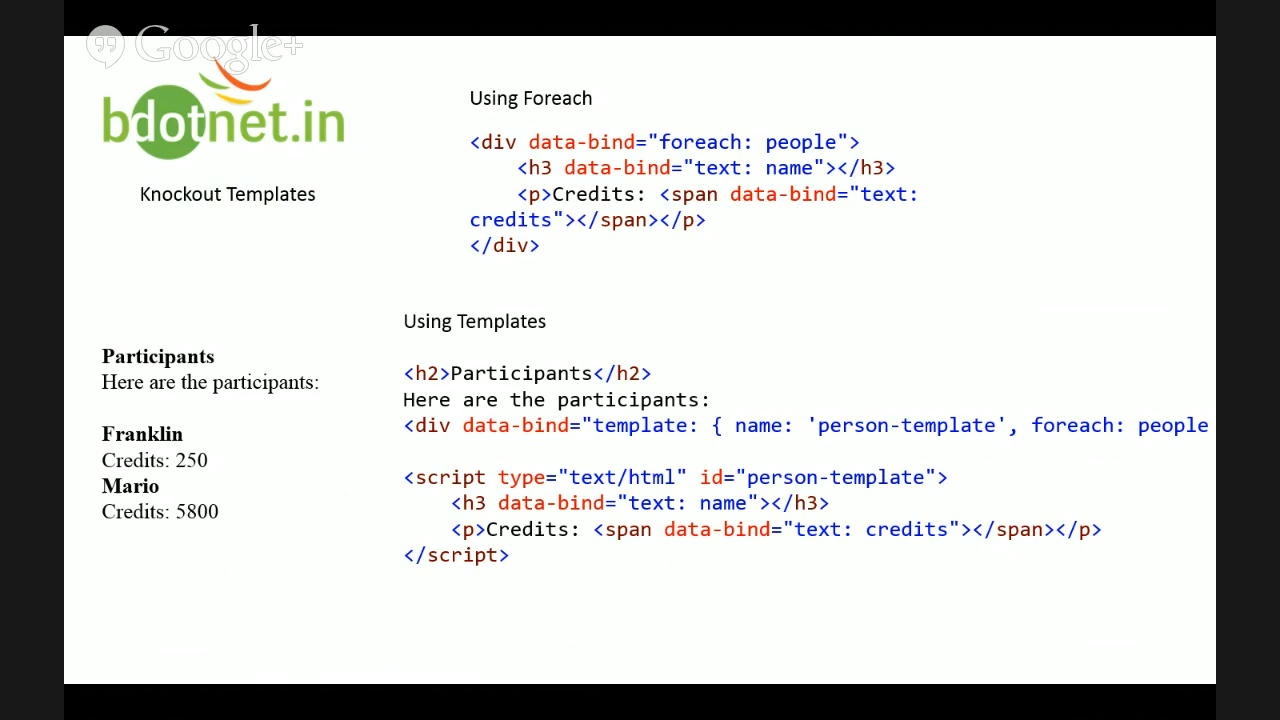 Google+
bdotnet.in
Knockout Templates
Using Foreach
<div data-bind="foreach: people">
<h3 data-bind="text: name"></h3>
<p>Credits: <span data-bind="text:
credits"></span></p>
</div>
Using Templates
<h2>Participants</h2>
Here are the participants:
<div data-bind="template: { name: 'person-template', foreach: people
<script type="text/html" id="person-template">
<h3 data-bind="text: name"></h3>
<p>Credits: <span data-bind="text: credits"></span></p>
</script>
Participants
Here are the participants:
Franklin
Credits: 250
Mario
Credits: 5800